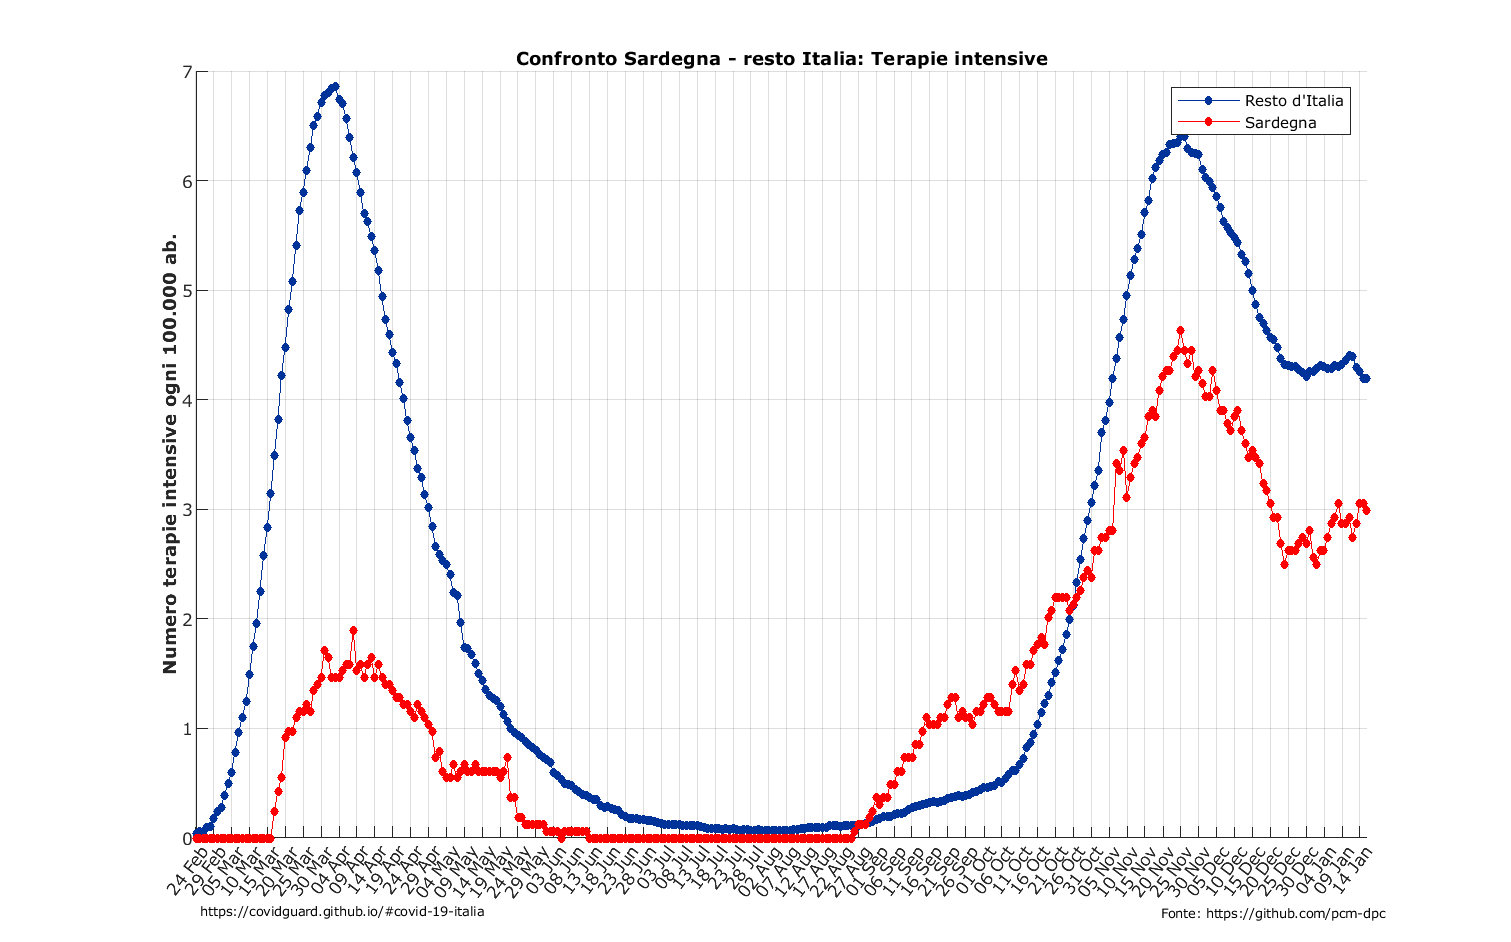 Confronto Sardegna - resto Italia: Terapie intensive
Numero terapie intensive ogni 100.000 ab.
7
6
5
4
3
2
1
0
Resto d'Italia
Sardegna
24 Feb
29 Feb
05 Mar
10 Mar
15 Mar
20 Mar
25 Mar
30 Mar
04 Apr
09 Apr
14 Apr
19 Apr
24 Apr
29 Apr
04 May
09 May
14 May
19 May
24 May
29 May
03 Jun
08 Jun
13 Jun
18 Jun
23 Jun
28 Jun
03 Jul
08 Jul
13 Jul
18 Jul
23 Jul
28 Jul
02 Aug
07 Aug
12 Aug
17 Aug
22 Aug
27 Aug
01 Sep
06 Sep
11 Sep
16 Sep
21 Sep
26 Sep
01 Oct
06 Oct
11 Oct
16 Oct
21 Oct
26 Oct
31 Oct
05 Nov
10 Nov
15 Nov
20 Nov
25 Nov
30 Nov
05 Dec
10 Dec
15 Dec
20 Dec
25 Dec
30 Dec
04 Jan
09 Jan
14 Jan
https://covidguard.github.io/#covid-19-italia
Fonte: https://github.com/pcm-dpc